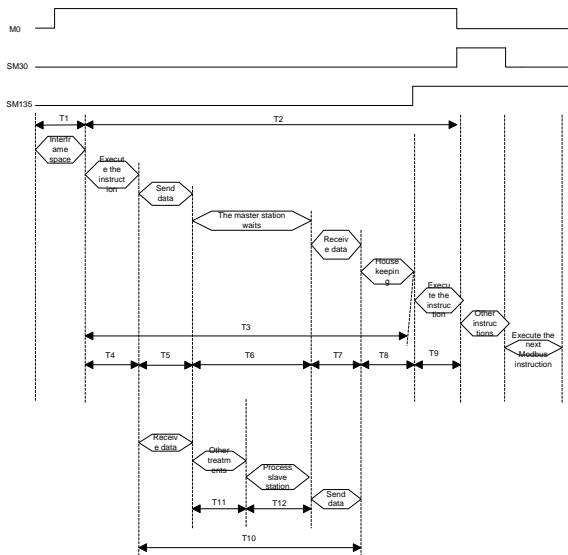 M0
SM30
SM135
T1
T2
Interfr
ame
space
Execut
e the
instruct
ion
Send
data
The master station
waits
Receiv
e data
House
keepin
g
Execu
te the
instruc
tion
Other
instruc
tions
Execute the
next
Modbus
instruction
T3
T4
T5
T6
T7
T8
T9
Receiv
e data
Other
treatm
ents
Process
slave
station
Send
data
T11
T12
T10